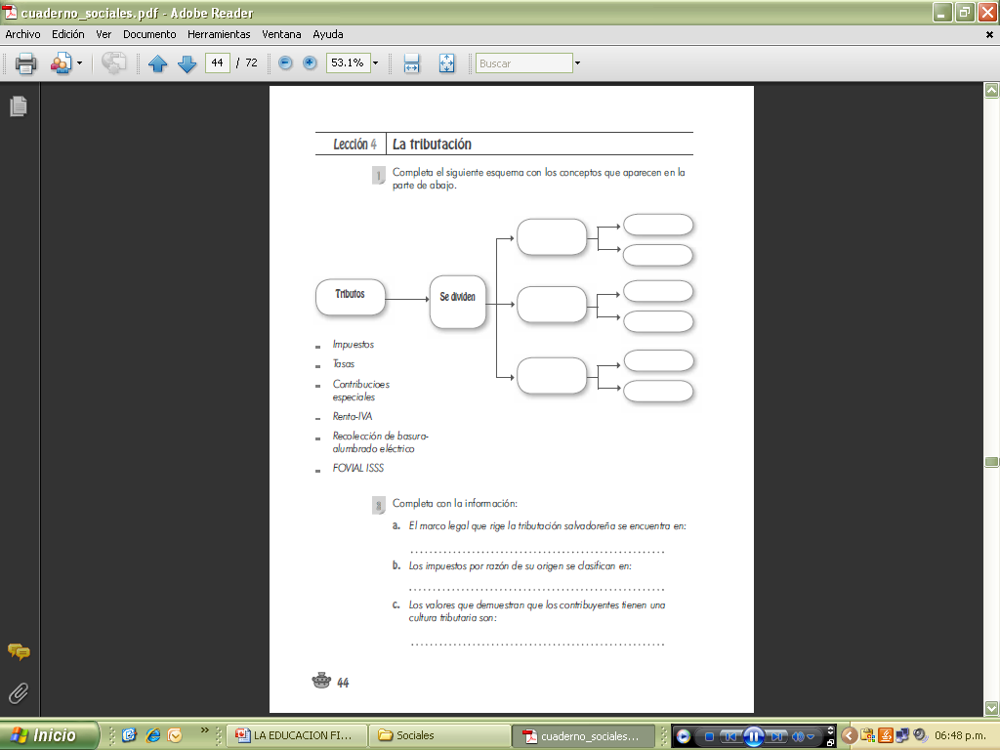 cuaderno_sociales.pdf - Adobe Reader
Archivo Edición Ver Documento Herramientas Ventana Ayuda
44 / 72 53.1% Buscar
Lección 4 La tributación
1 Completa el siguiente esquema con los conceptos que aparecen en la
parte de abajo.
Tributos
Se dividen
Impuestos
Tasas
Contribucioes
especiales
Renta-IVA
Recolección de basura-
alumbrado eléctrico
FOVIAL ISSS
Completa con la información:
a. El marco legal que rige la tributación salvadoreña se encuentra en:
b. Los impuestos por razón de su origen se clasifican en:
c. Los valores que demuestran que los contribuyentes tienen una
cultura tributaria son:
44
Inicio LA EDUCACION FI... Sociales cuaderno_sociales... 06:48 p.m.